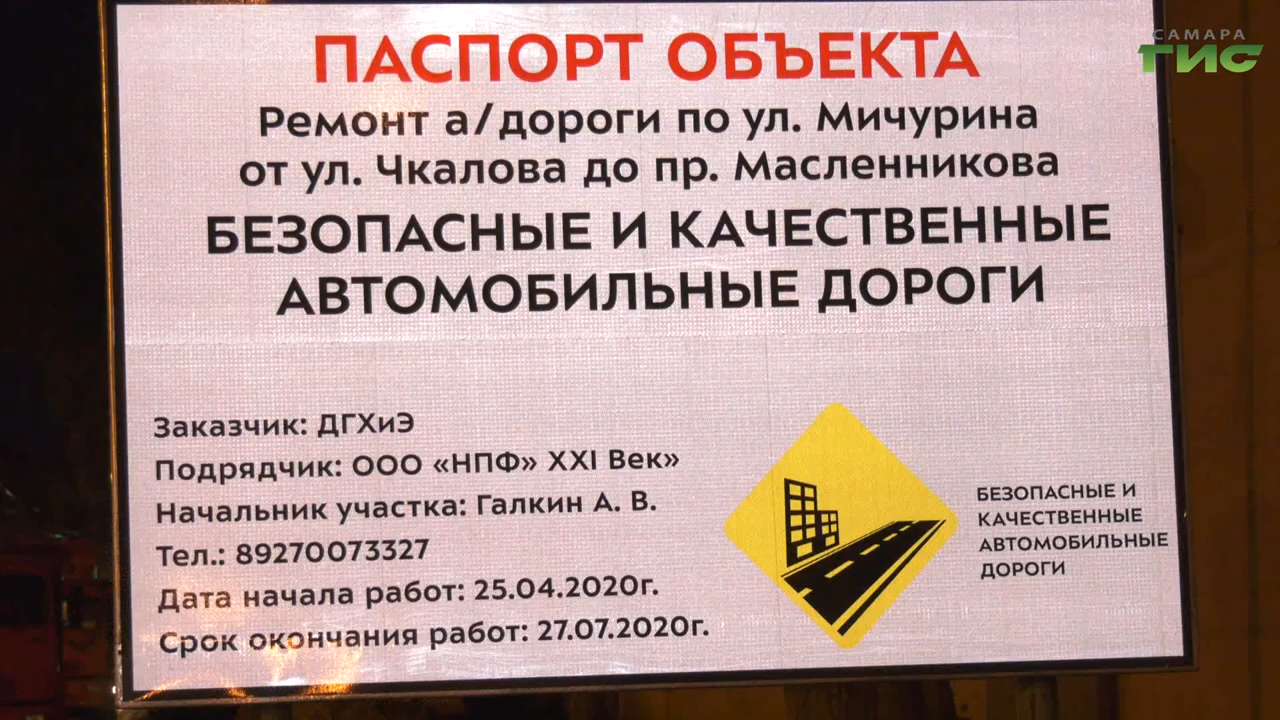 САМАРА
ТИС
ПАСПОРТ ОБЪЕКТА
Ремонт а/дороги по ул. Мичурина
от ул. Чкалова до пр. Масленникова
БЕЗОПАСНЫЕ И КАЧЕСТВЕННЫЕ
АВТОМОБИЛЬНЫЕ ДОРОГИ
Заказчик: ДГХиЭ
Подрядчик: ООО «НПФ» XXI Век»
Начальник участка: Галкин А. В.
Тел.: 89270073327
Дата начала работ: 25.04.2020г.
Срок окончания работ: 27.07.2020г.
БЕЗОПАСНЫЕ И
КАЧЕСТВЕННЫЕ
АВТОМОБИЛЬНЫЕ
ДОРОГИ